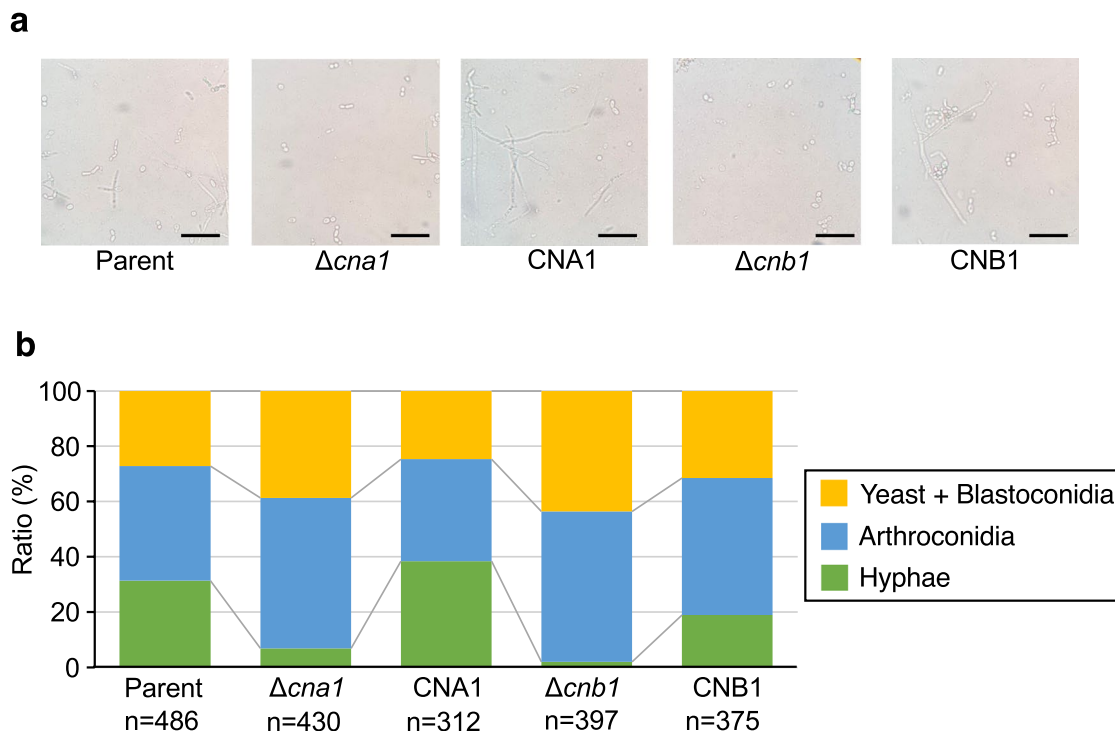 a
Parent
Δcna1
CNA1
Δcnb1
CNB1
b
Ratio (%)
100
80
60
40
20
0
Parent
Δcna1
CNA1
Δcnb1
CNB1
n=486
n=430
n=312
n=397
n=375
Yeast + Blastoconidia
Arthroconidia
Hyphae